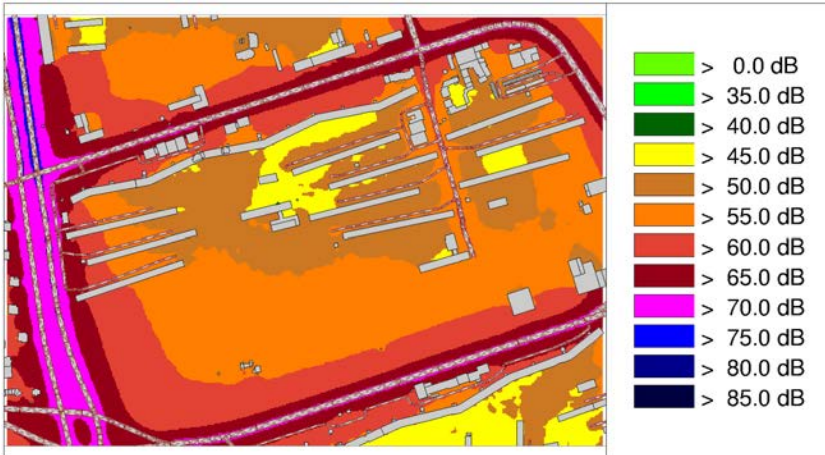 > 0.0 dB
> 35.0 dB
> 40.0 dB
> 45.0 dB
> 50.0 dB
> 55.0 dB
> 60.0 dB
> 65.0 dB
> 70.0 dB
> 75.0 dB
> 80.0 dB
> 85.0 dB